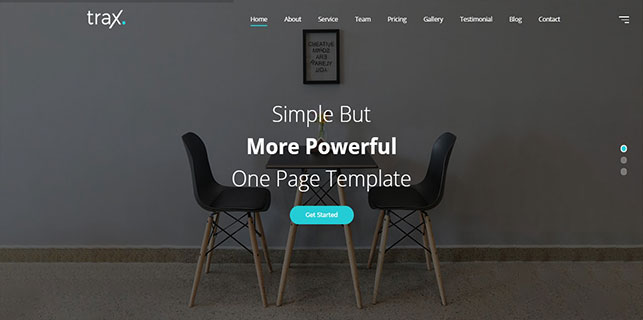 trax.
Home About Service Team Pricing Gallery Testimonial Blog Contact
CREATIVE
MINDS
ARE
RARELY
TIDY
Simple But
More Powerful
One Page Template
Get Started